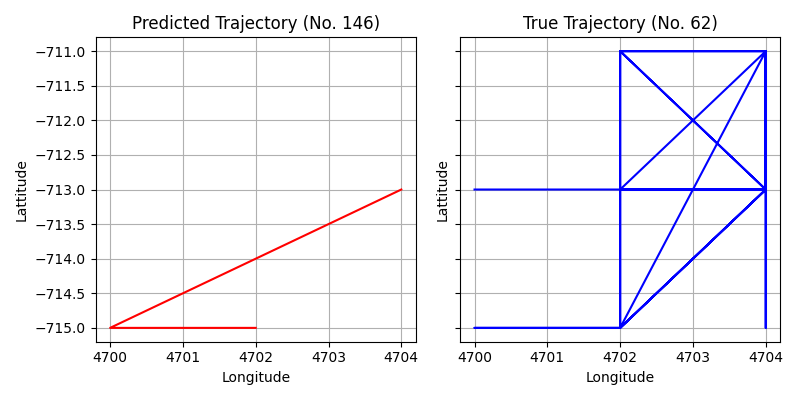 Predicted Trajectory (No. 146)
True Trajectory (No. 62)
−711.0
−711.5
−712.0
−712.5
−713.0
−713.5
−714.0
−714.5
−715.0
Lattitude
Lattitude
4700 4701 4702 4703 4704
4700 4701 4702 4703 4704
Longitude
Longitude